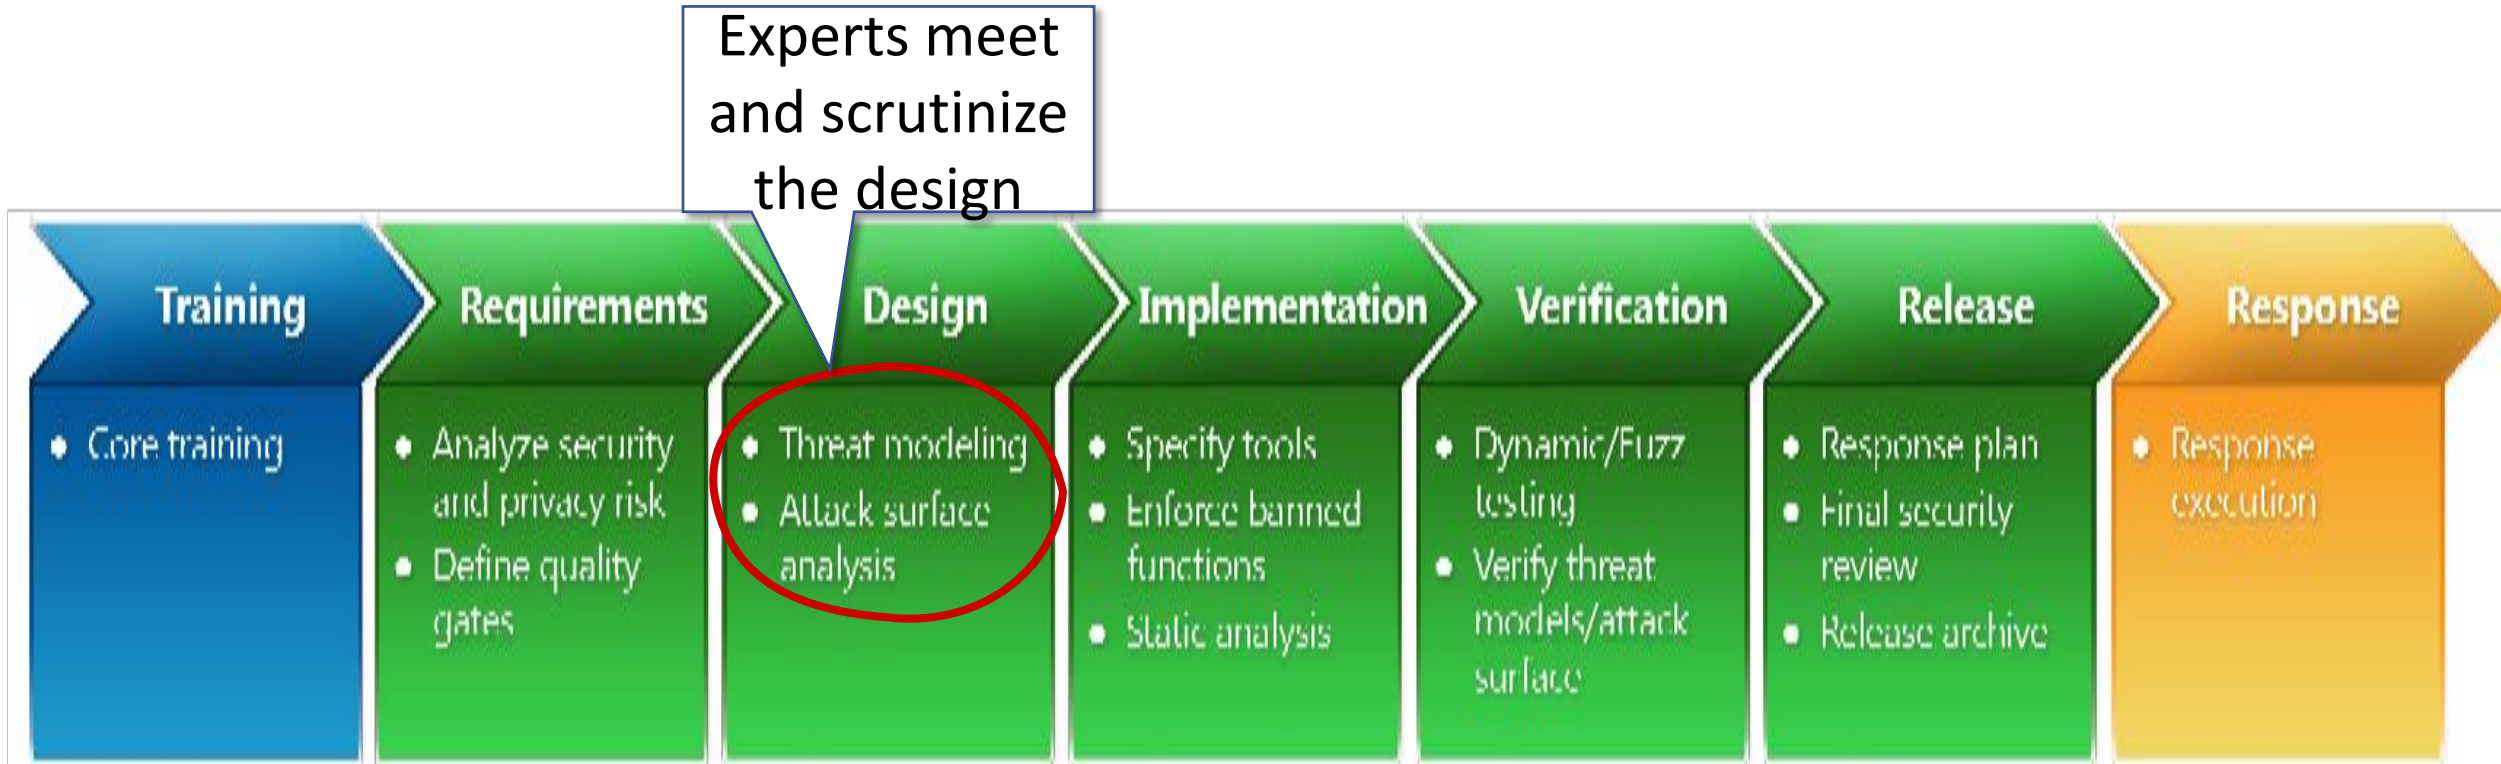 Experts meet
and scrutinize
the design
Training
Requirements
Design
Implementation
Verification
Release
Response
Core training
Analyze security
and privacy risk
Define quality
gates
Threat modeling
Attack surface
analysis
Specify tools
Enforce banned
functions
Static analysis
Dynamic/Fuzz
testing
Verify threat
models/attack
surface
Response plan
Final security
review
Release archive
Response
execution